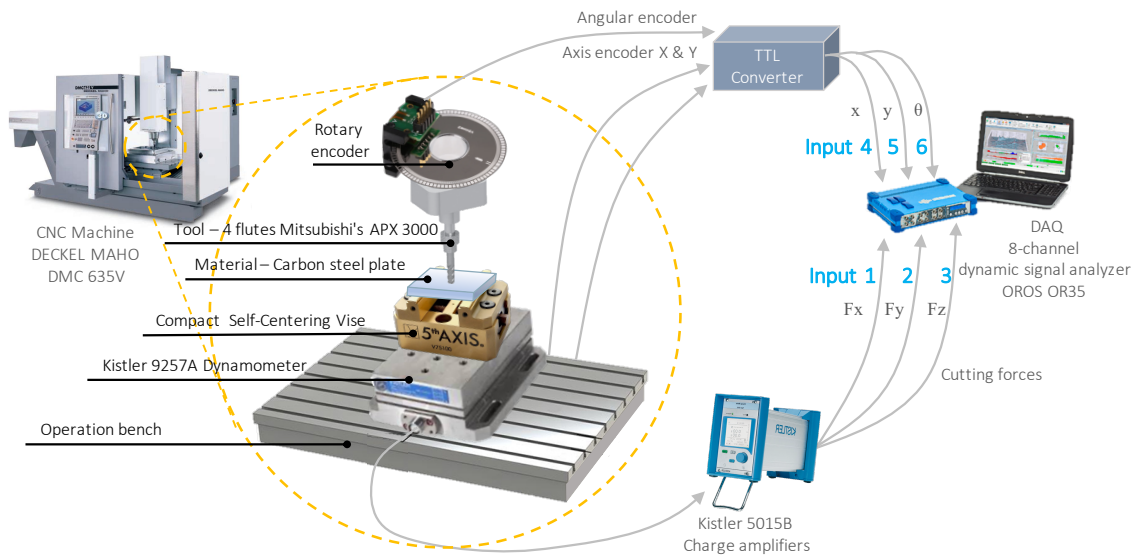 Angular encoder
Axis encoder X & Y
TTL
Converter
Rotary
encoder
x y θ
Input 4 5 6
Tool – 4 flutes Mitsubishi's APX 3000
CNC Machine
DECKEL MAHO
DMC 635V
Material – Carbon steel plate
DAQ
8-channel
dynamic signal analyzer
OROS OR35
Input 1 2 3
Fx Fy Fz
Compact Self-Centering Vise
5th AXIS.
V75100
Kistler 9257A Dynamometer
Cutting forces
Operation bench
KISTLER
Kistler 5015B
Charge amplifiers